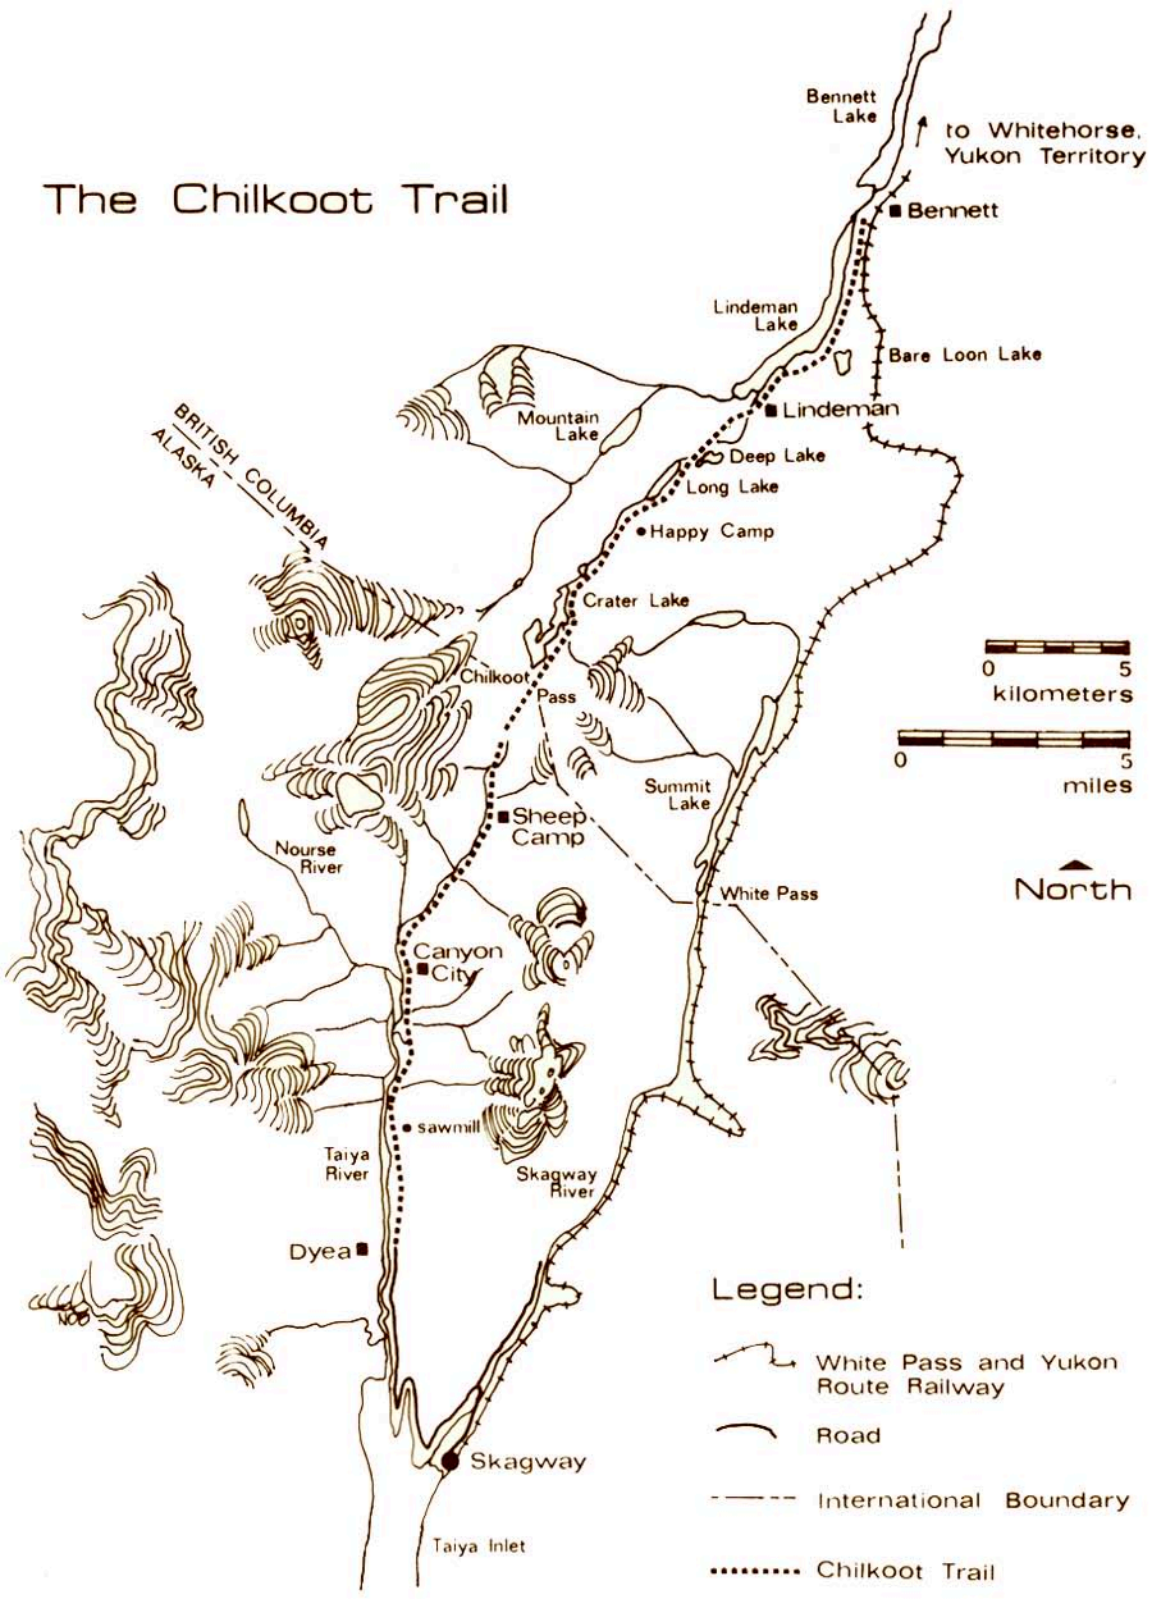 Bennett
Lake
to Whitehorse,
Yukon Territory
The Chilkoot Trail
Bennett
Lindeman
Lake
Bare Loon Lake
Mountain
Lake
Lindeman
BRITISH COLUMBIA
ALASKA
Deep Lake
Long Lake
Happy Camp
Crater Lake
0 5
kilometers
Chilkoot
Pass
0 5
miles
Summit
Lake
Sheep
Camp
Nourse
River
North
White Pass
Canyon
City
sawmill
Taiya
River
Skagway
River
Dyea
Legend:
White Pass and Yukon
Route Railway
Road
Skagway
International Boundary
Taiya Inlet
Chilkoot Trail